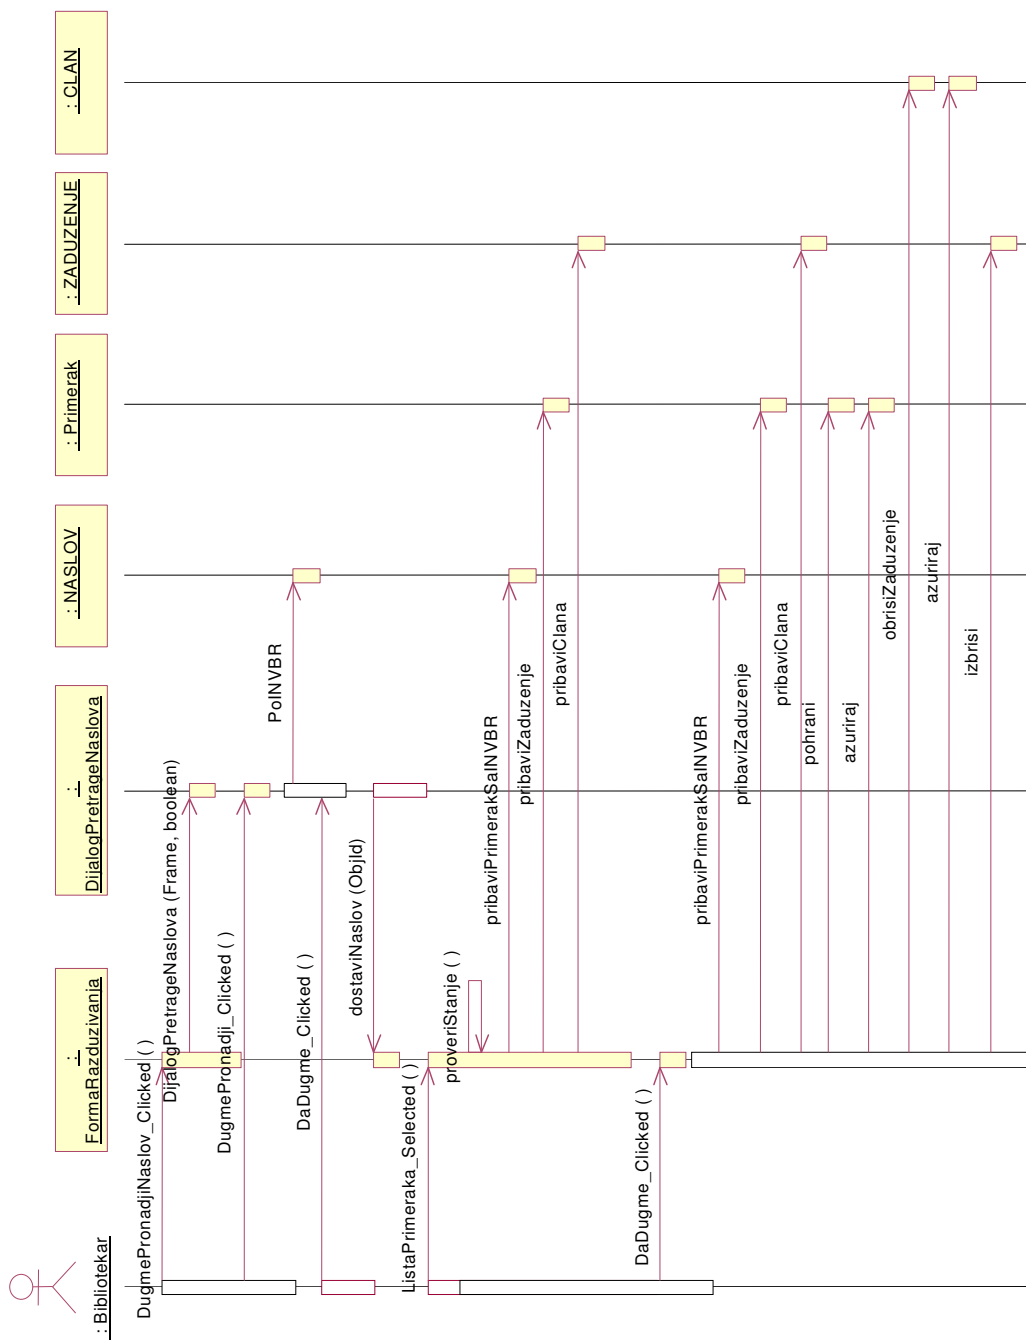 : Bibliotekar
:
FormaRazduzivanja
:
DijalogPretrageNaslova
: NASLOV
: Primerak
: ZADUZENJE
: CLAN
DugmePronadjiNaslov_Clicked ( )
DijalogPretrageNaslova (Frame, boolean)
DugmePronadji_Clicked ( )
PoINVBR
DaDugme_Clicked ( )
dostaviNaslov (ObjId)
ListaPrimeraka_Selected ( )
proveriStanje ( )
pribaviPrimerakSaINVBR
pribaviZaduzenje
pribaviClana
DaDugme_Clicked ( )
pribaviPrimerakSaINVBR
pribaviZaduzenje
pribaviClana
pohrani
azuriraj
obrisiZaduzenje
azuriraj
izbrisi